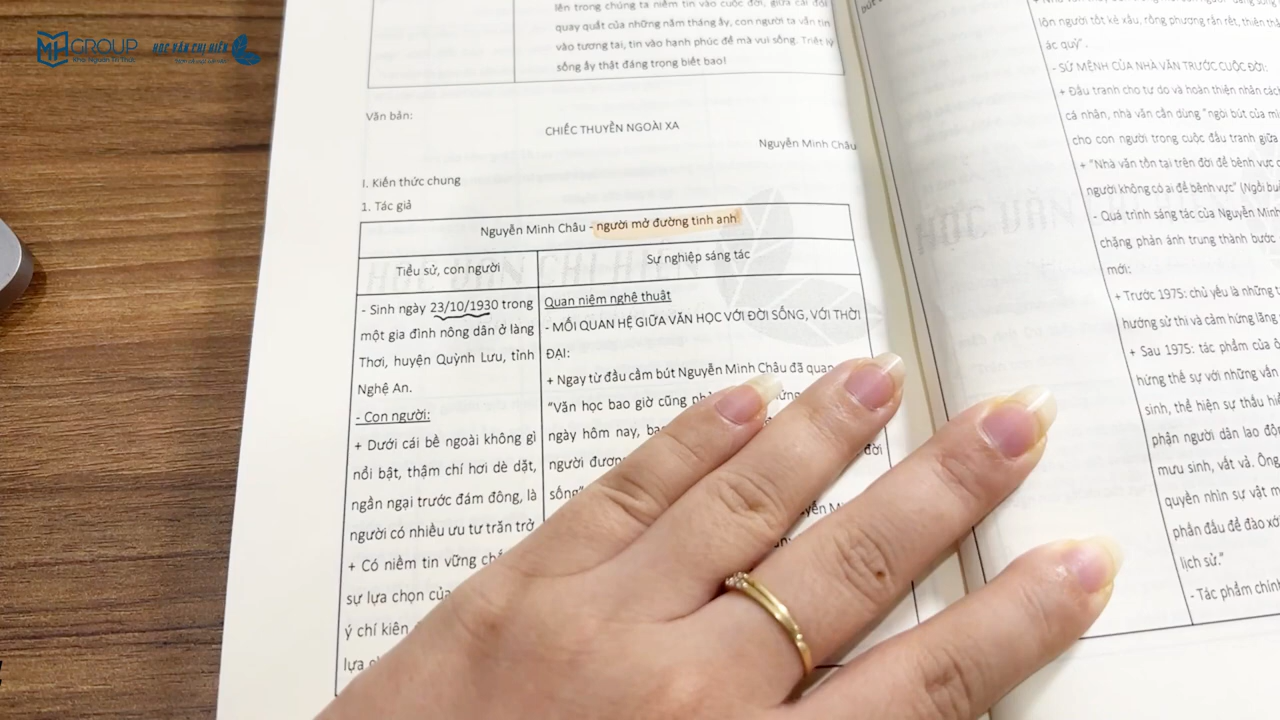 MH GROUP
HỌC VĂN CHỊ HIÊN
lên trong chúng ta niềm tin vào cuộc đời, giữa cái đói
quay quắt của những năm tháng ấy, con người ta vẫn tin
vào tương tai, tin vào hạnh phúc để mà vui sống. Triết lý
sống ấy thật đáng trong biết bao!
Văn bản:
CHIẾC THUYỀN NGOÀI XA
Nguyễn Minh Châu
I. Kiến thức chung
1. Tác giả
Nguyễn Minh Châu - người mở đường tinh anh
Tiểu sử, con người
Sự nghiệp sáng tác
- Sinh ngày 23/10/1930 trong
một gia đình nông dân ở làng
Thơi, huyện Quỳnh Lưu, tỉnh
Nghệ An.
- Con người:
+ Dưới cái bề ngoài không gì
nổi bật, thậm chí hơi dè dặt,
ngần ngại trước đám đông, là
người có nhiều ưu tư trăn trở
+ Có niềm tin vững
sự lựa chọn của
ý chí kiên
Quan niệm nghệ thuật
- MỐI QUAN HỆ GIỮA VĂN HỌC VỚI ĐỜI SỐNG, VỚI THỜI
ĐẠI:
+ Ngay từ đầu cầm bút Nguyễn Minh Châu đã
"Văn học bao giờ cũng
ngày hôm nay,
người
đời
sống"
lộn người tốt kẻ xấu, rồng phượng rắn rết, thiên
ác quỷ".
- SỨ MỆNH CỦA NHÀ VĂN TRƯỚC CUỘC ĐỜI:
+ Đấu tranh cho tự do và hoàn thiện nhân cách
cá nhân, nhà văn cần dùng "ngòi bút của
cho con người trong cuộc đấu tranh giữa
+ "Nhà văn tồn tại trên đời để bênh vực
người không có ai để bênh vực"
- Quá trình sáng tác của Nguyễn Minh
chặng phản ánh trung thành bước
mới:
+ Trước 1975: chủ yếu là những
hướng sử thi và cảm hứng lãng
+ Sau 1975: tác phẩm của
hứng thế sự với những vấn
sinh, thể hiện sự thấu
phận người dân lao
mưu sinh, vất vả. Ông
quyền nhìn sự vật
phấn đấu để đào
lịch sử."
- Tác phẩm chính